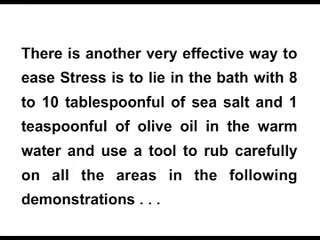 There is another very effective way to
ease Stress is to lie in the bath with 8
to 10 tablespoonful of sea salt and 1
teaspoonful of olive oil in the warm
water and use a tool to rub carefully
on all the areas in the following
demonstrations . . .